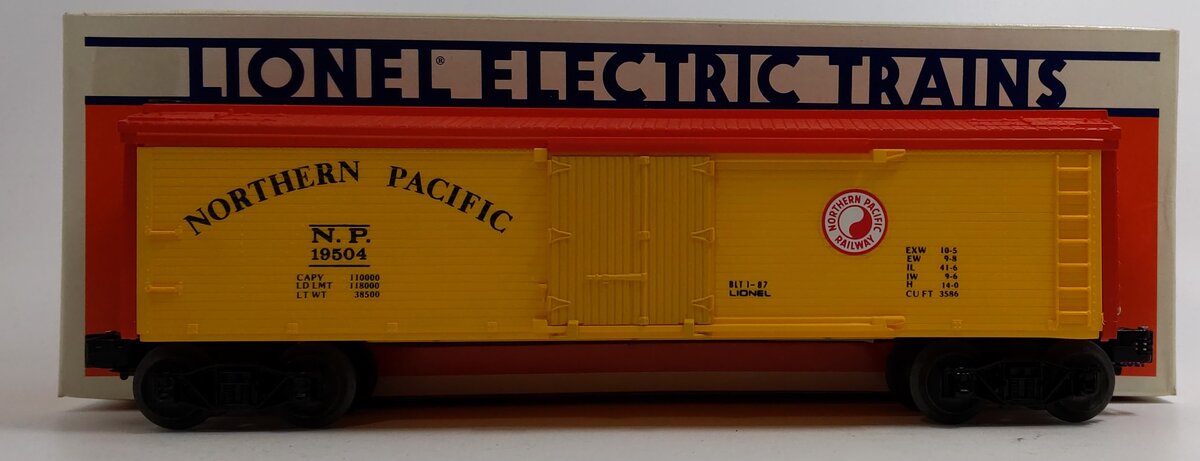 LIONEL® ELECTRIC TRAINS
NORTHERN PACIFIC
N.P.
19504
CAPY 110000
LD LMT 118000
LT WT 38500
BLT 1-87
LIONEL
NORTHERN PACIFIC
RAILWAY
EXW 10-5
EW 9-8
IL 41-6
IW 9-6
H 14-0
CU FT 3586